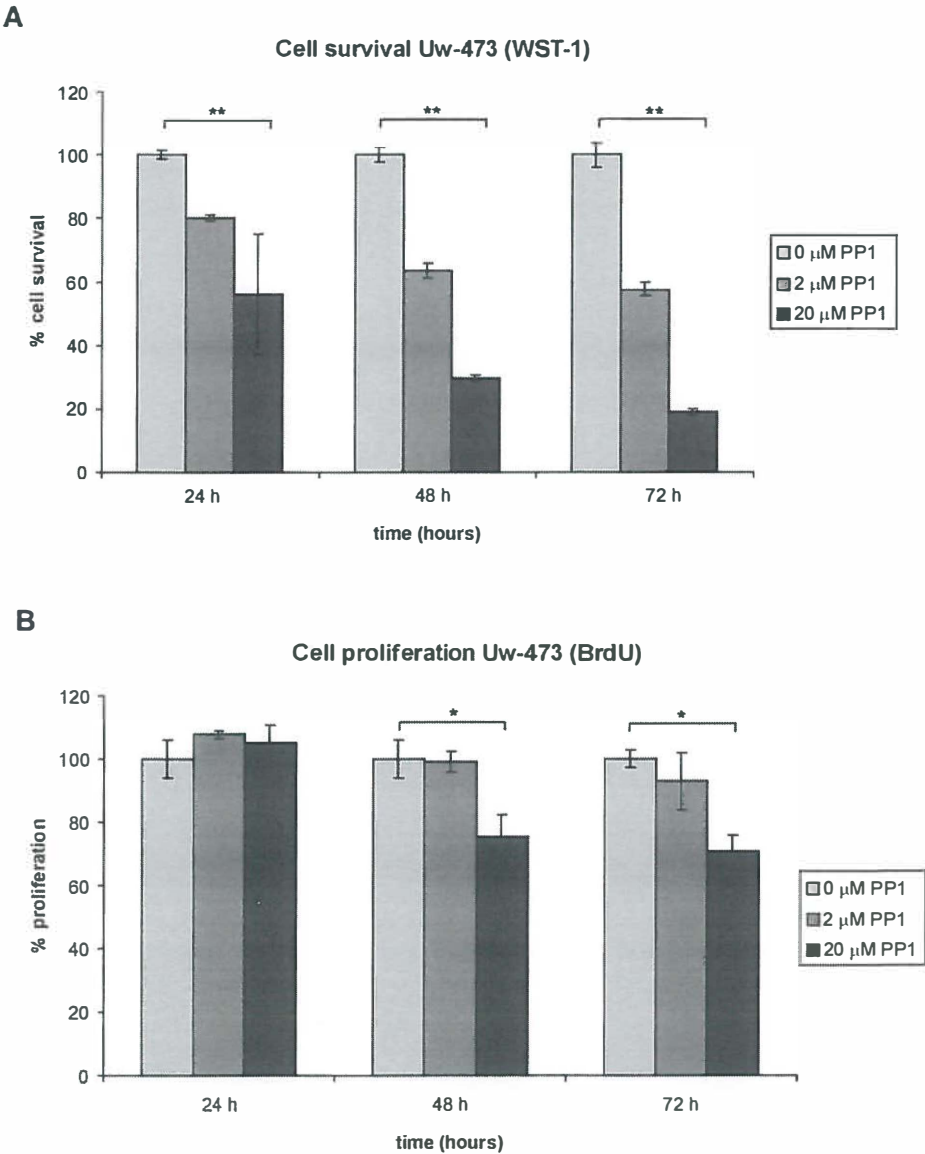 A
Cell survival Uw-473 (WST-1)
120
100
80
60
40
20
0
% cell survival
**
**
**
24 h
48 h
72 h
time (hours)
0 µM PP1
2 µM PP1
20 µM PP1
B
Cell proliferation Uw-473 (BrdU)
120
100
80
60
40
20
0
% proliferation
*
*
24 h
48 h
72 h
time (hours)
0 µM PP1
2 µM PP1
20 µM PP1